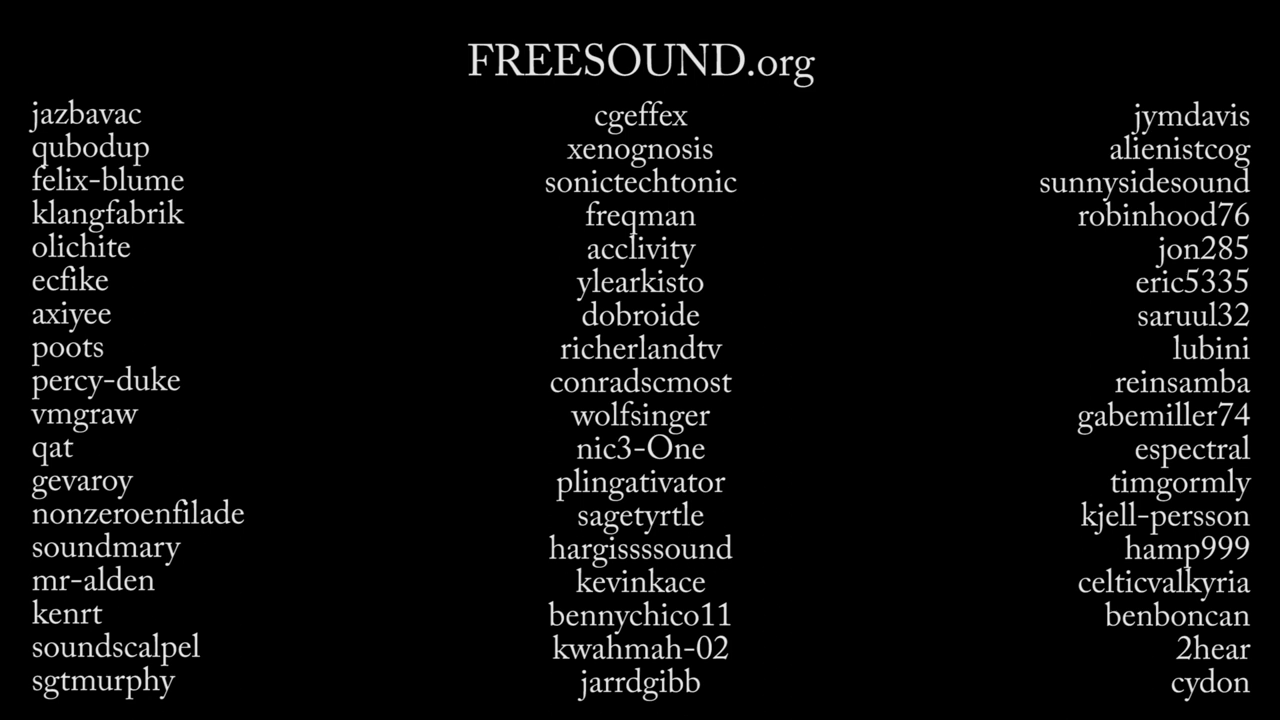 FREESOUND.org
jazbavac
qubodup
felix-blume
klangfabrik
olichite
ecfike
axiyee
poots
percy-duke
vmgraw
qat
gevaroy
nonzeroenfilade
soundmary
mr-alden
kenrt
soundscalpel
sgtmurphy
cgeffex
xenognosis
sonictechtonic
freqman
acclivity
ylearkisto
dobroide
richerlandtv
conradscmost
wolfsinger
nic3-One
plingativator
sagetyrtle
hargissssound
kevinkace
bennychico11
kwahmah-02
jarrdgibb
jymdavis
alienistcog
sunnysidesound
robinhood76
jon285
eric5335
saruul32
lubini
reinsamba
gabemiller74
espectral
timgormly
kjell-persson
hamp999
celticvalkyria
benboncan
2hear
cydon